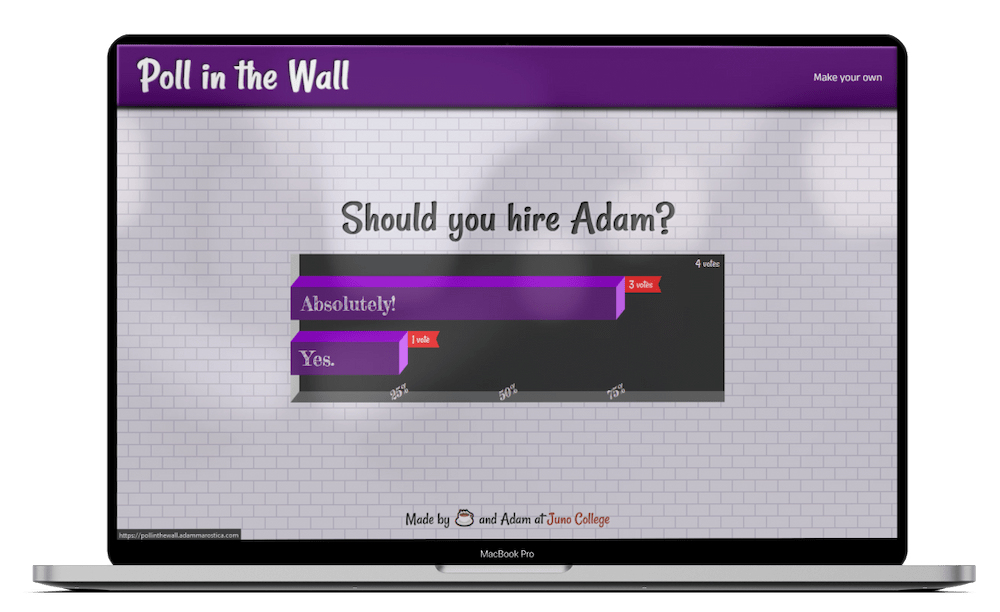 Poll in the Wall
Make your own
Should you hire Adam?
4 votes
3 votes
Absolutely!
1 vote
Yes.
25%
50%
75%
Made by and Adam at Juno College
https://pollinthewall.adammarostica.com
MacBook Pro